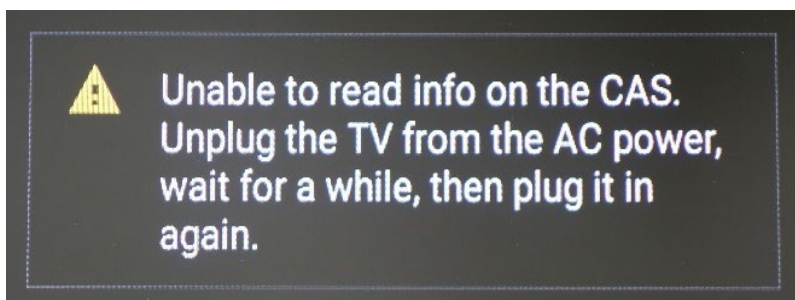 Unable to read info on the CAS.
Unplug the TV from the AC power,
wait for a while, then plug it in
again.